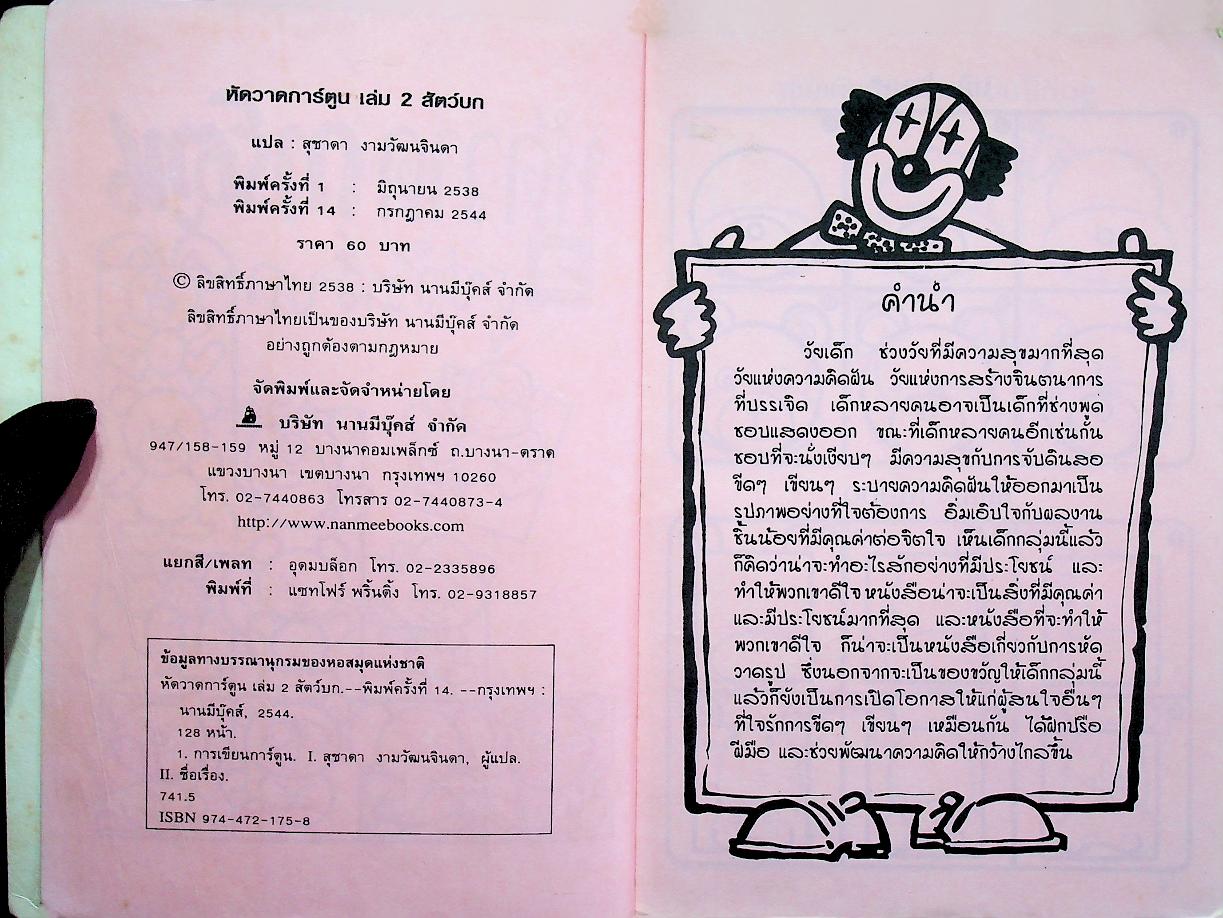 หัดวาดการ์ตูน เล่ม 2 สัตว์บก
แปล : สุชาดา งามวัฒนจินดา
พิมพ์ครั้งที่ 1 : มิถุนายน 2538
พิมพ์ครั้งที่ 14 : กรกฎาคม 2544
ราคา 60 บาท
© ลิขสิทธิ์ภาษาไทย 2538 : บริษัท นานมีบุ๊คส์ จำกัด
ลิขสิทธิ์ภาษาไทยเป็นของบริษัท นานมีบุ๊คส์ จำกัด
อย่างถูกต้องตามกฎหมาย
จัดพิมพ์และจัดจำหน่ายโดย
บริษัท นานมีบุ๊คส์ จำกัด
947/158-159 หมู่ 12 บางนาคอมเพล็กซ์ ถ.บางนา-ตราด
แขวงบางนา เขตบางนา กรุงเทพฯ 10260
โทร. 02-7440863 โทรสาร 02-7440873-4
http://www.nanmeebooks.com
แยกสี/เพลท : อุดมบล็อก โทร. 02-2335896
พิมพ์ที่ : แซทโฟร์ พริ้นติ้ง โทร. 02-9318857
ข้อมูลทางบรรณานุกรมของหอสมุดแห่งชาติ
หัดวาดการ์ตูน เล่ม 2 สัตว์บก.--พิมพ์ครั้งที่ 14. --กรุงเทพฯ :
นานมีบุ๊คส์, 2544.
128 หน้า.
1. การเขียนการ์ตูน. I. สุชาดา งามวัฒนจินดา, ผู้แปล.
II. ชื่อเรื่อง.
741.5
ISBN 974-472-175-8
คำนำ
วัยเด็ก ช่วงวัยที่มีความสุขมากที่สุด
วัยแห่งความคิดฝัน วัยแห่งการสร้างจินตนาการ
ที่บรรเจิด เด็กหลายคนอาจเป็นเด็กที่ช่างพูด
ชอบแสดงออก ขณะที่เด็กหลายคนอีกเช่นกัน
ชอบที่จะนั่งเงียบๆ มีความสุขกับการจับดินสอ
ขีดๆ เขียนๆ ระบายความคิดฝันให้ออกมาเป็น
รูปภาพอย่างที่ใจต้องการ อิ่มเอิบใจกับผลงาน
ชิ้นน้อยที่มีคุณค่าต่อจิตใจ เห็นเด็กกลุ่มนี้แล้ว
ก็คิดว่าน่าจะทำอะไรสักอย่างที่มีประโยชน์ และ
ทำให้พวกเขาดีใจ หนังสือน่าจะเป็นสิ่งที่มีคุณค่า
และมีประโยชน์มากที่สุด และหนังสือที่จะทำให้
พวกเขาดีใจ ก็น่าจะเป็นหนังสือเกี่ยวกับการหัด
วาดรูป ซึ่งนอกจากจะเป็นของขวัญให้เด็กกลุ่มนี้
แล้วก็ยังเป็นการเปิดโอกาสให้แก่ผู้สนใจอื่นๆ
ที่ใจรักการขีดๆ เขียนๆ เหมือนกัน ได้ฝึกปรือ
ฝีมือ และช่วยพัฒนาความคิดให้กว้างไกลขึ้น